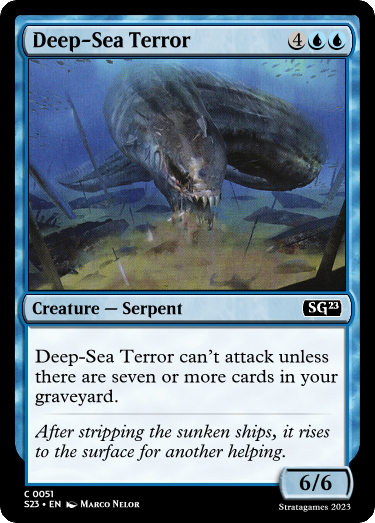 Deep-Sea Terror 4
Creature — Serpent SG23
Deep-Sea Terror can't attack unless
there are seven or more cards in your
graveyard.
After stripping the sunken ships, it rises
to the surface for another helping.
6/6
C 0051
S23 • EN Marco Nelor
Stratagames 2023